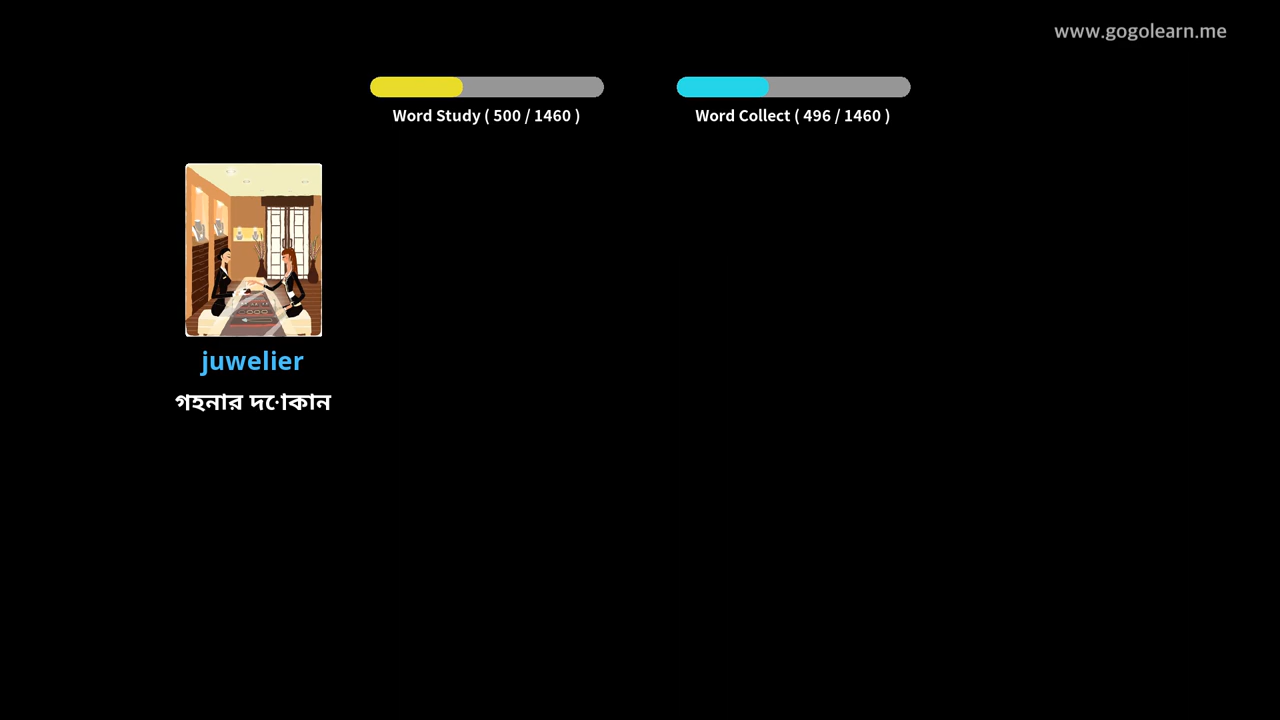 www.gogolearn.me
Word Study ( 500 / 1460 )
Word Collect ( 496 / 1460 )
juwelier
গহনার দোকান